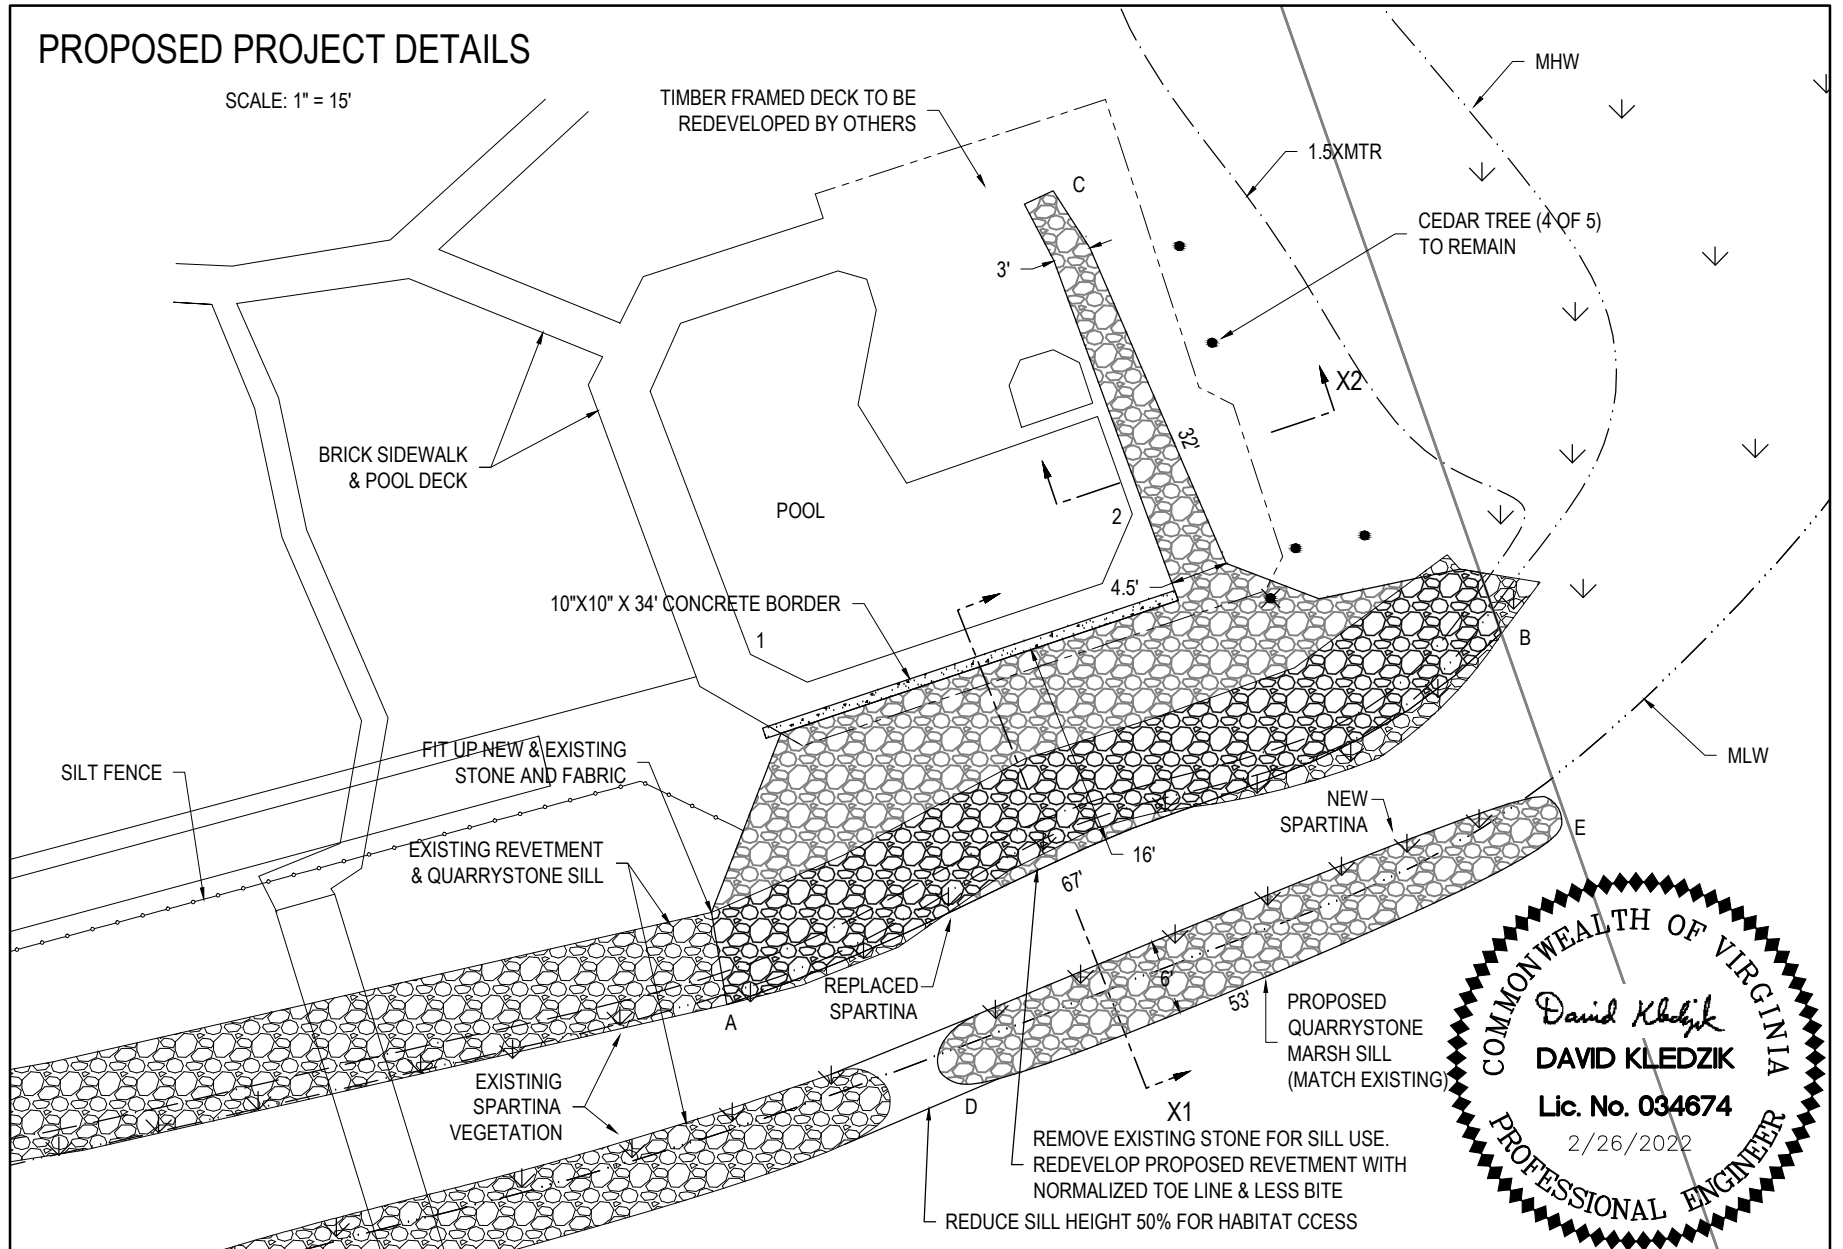 PROPOSED PROJECT DETAILS
SCALE: 1" = 15'
TIMBER FRAMED DECK TO BE
REDEVELOPED BY OTHERS
MHW
1.5XMTR
C
CEDAR TREE (4 OF 5)
TO REMAIN
3'
X2
32'
BRICK SIDEWALK
& POOL DECK
POOL
2
4.5'
10"X10" X 34' CONCRETE BORDER
1
B
FIT UP NEW & EXISTING
STONE AND FABRIC
SILT FENCE
MLW
NEW
SPARTINA
E
EXISTING REVETMENT
& QUARRYSTONE SILL
16'
67'
REPLACED
SPARTINA
6'
53'
A
PROPOSED
QUARRYSTONE
MARSH SILL
(MATCH EXISTING)
EXISTINIG
SPARTINA
VEGETATION
D
X1
REMOVE EXISTING STONE FOR SILL USE.
REDEVELOP PROPOSED REVETMENT WITH
NORMALIZED TOE LINE & LESS BITE
REDUCE SILL HEIGHT 50% FOR HABITAT CCESS
COMMONWEALTH OF VIRGINIA
David Kledzik
DAVID KLEDZIK
Lic. No. 034674
2/26/2022
PROFESSIONAL ENGINEER